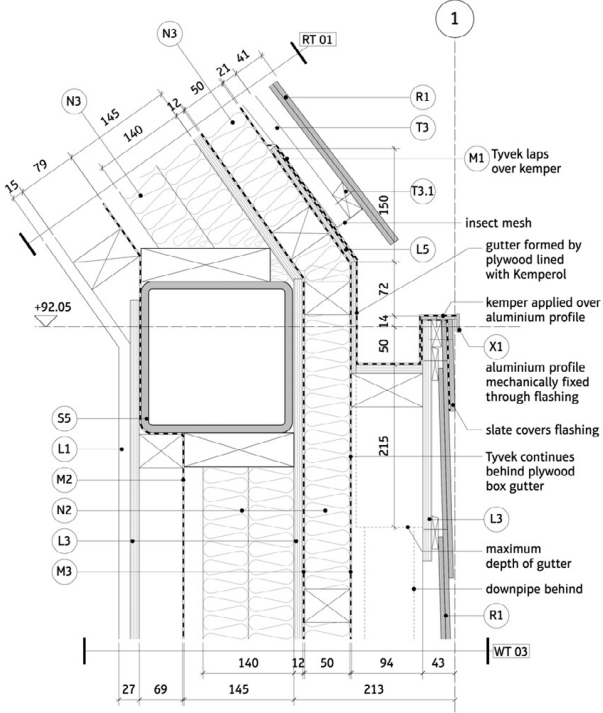 1
N3
RT 01
41
21
50
12
145
140
79
15
N3
R1
T3
M1 Tyvek laps
over kemper
T3.1
150
insect mesh
L5
gutter formed by
plywood lined
with Kemperol
72
kemper applied over
aluminium profile
+92.05
14
50
X1
aluminium profile
mechanically fixed
through flashing
S5
slate covers flashing
L1
215
Tyvek continues
behind plywood
box gutter
M2
N2
L3
L3
M3
maximum
depth of gutter
downpipe behind
R1
WT 03
140
12
50
94
43
27
69
145
213